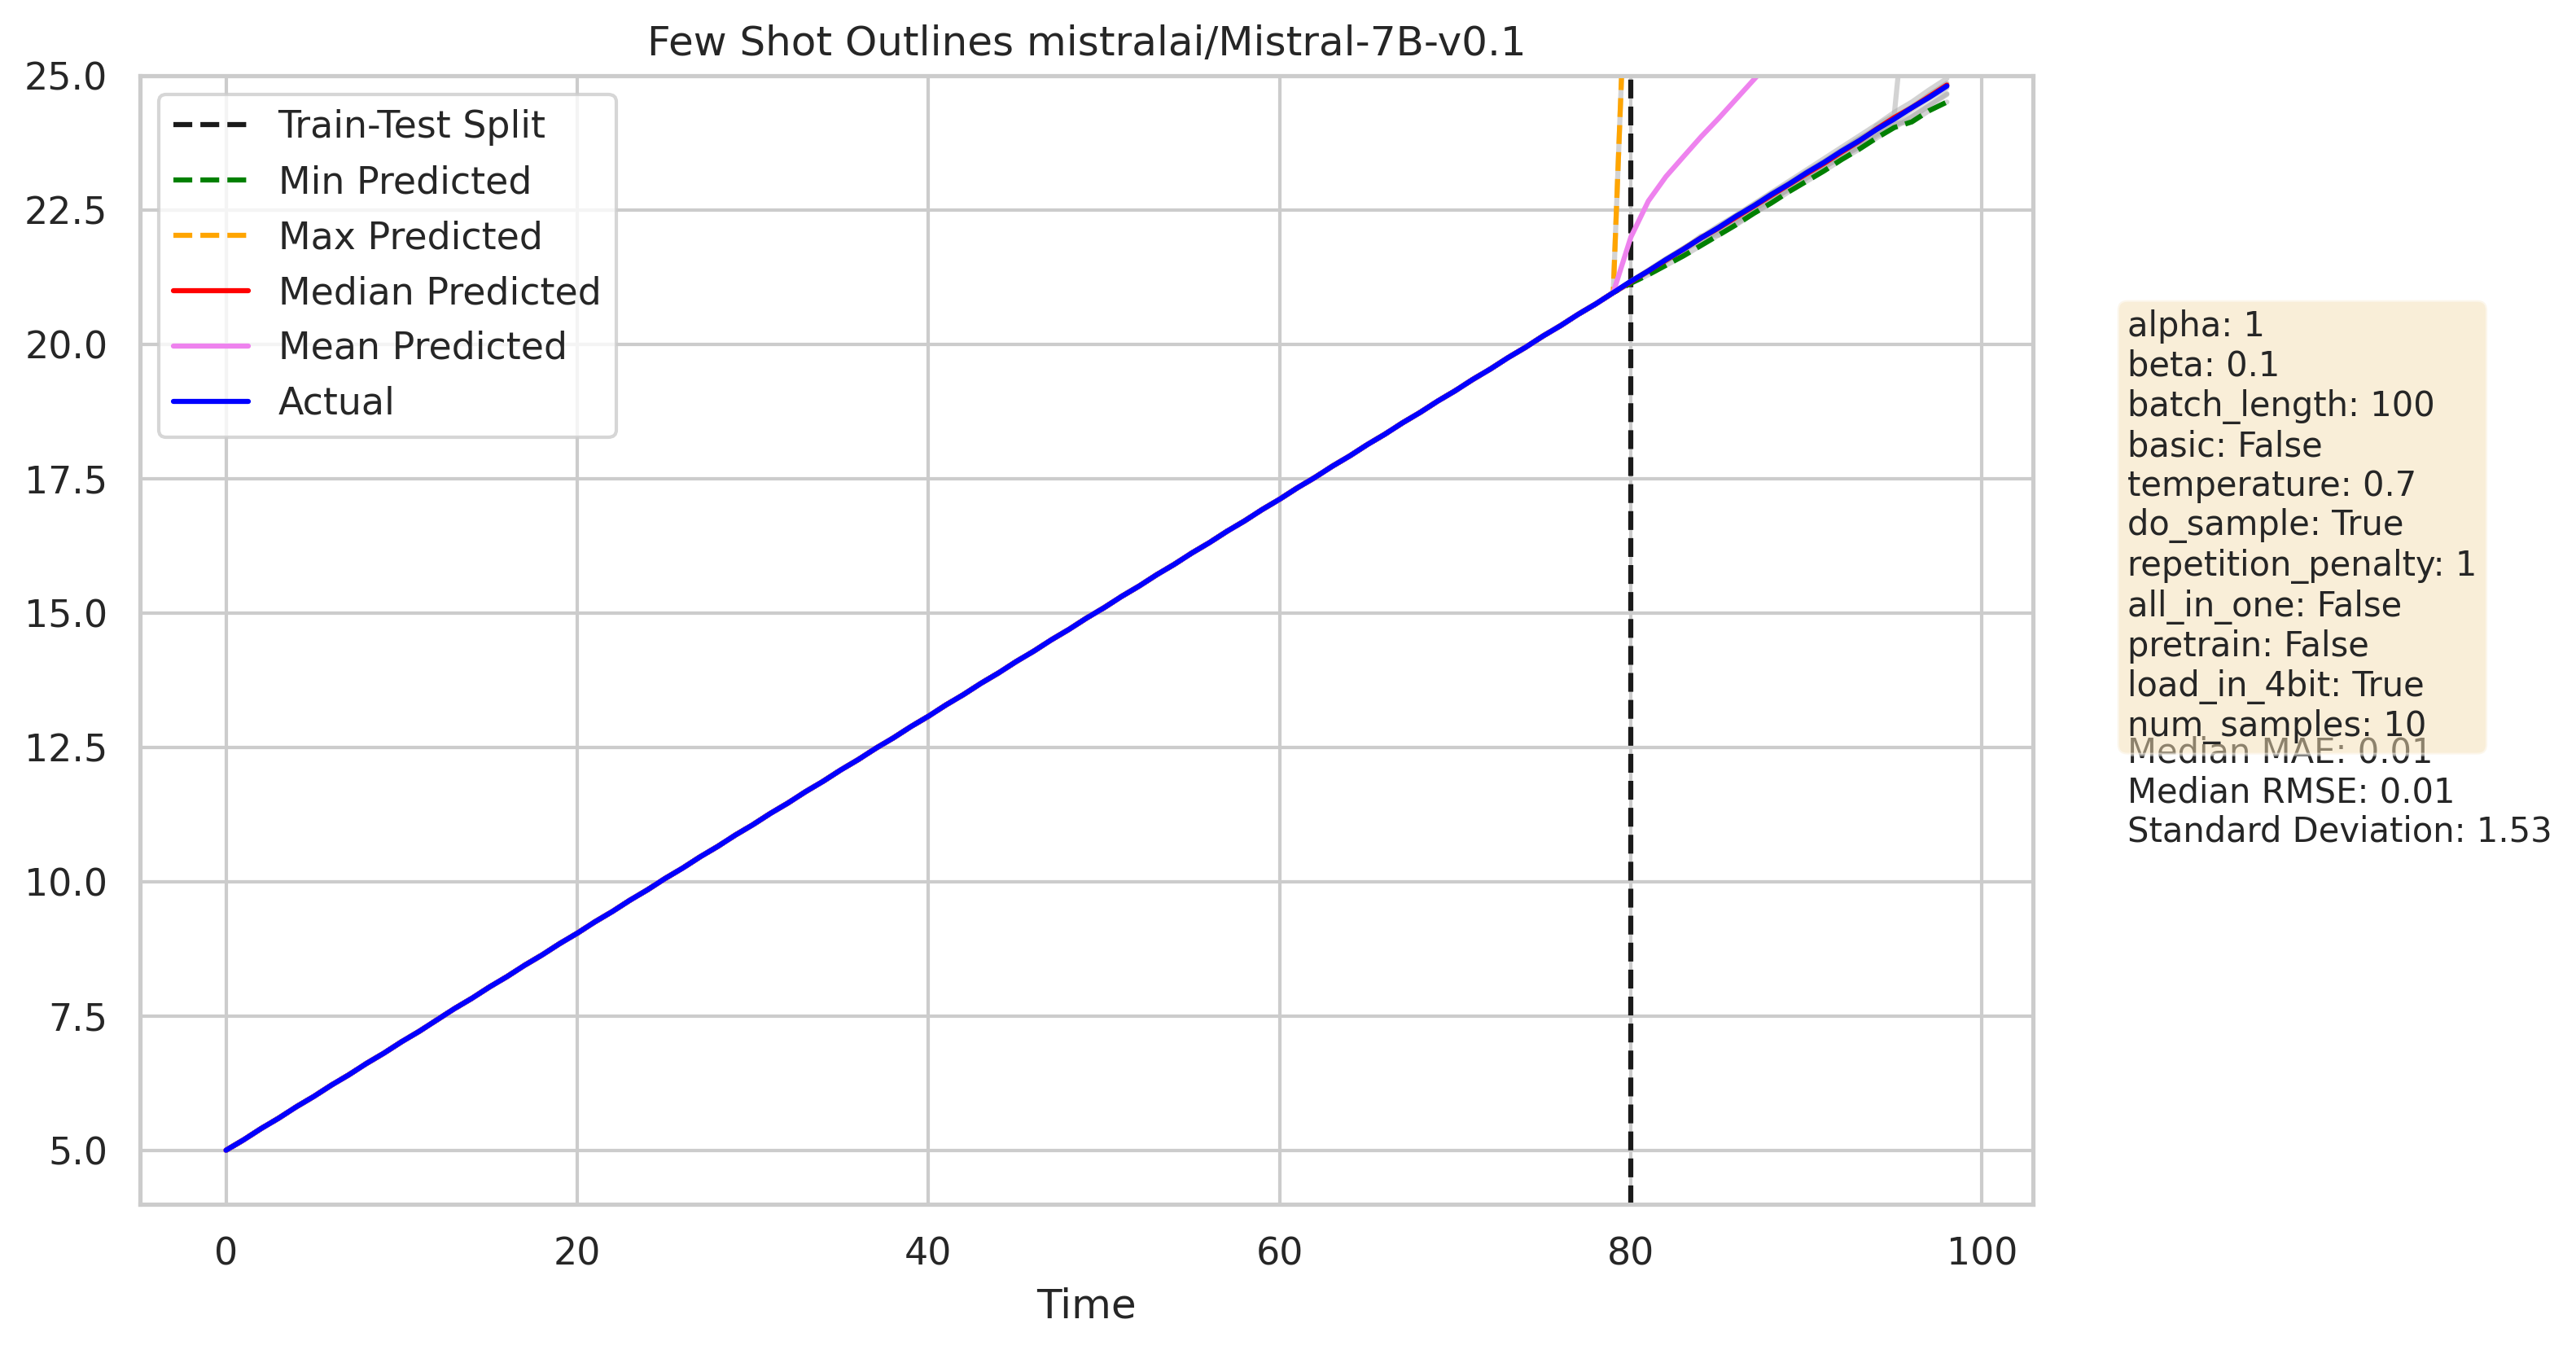 Few Shot Outlines mistralai/Mistral-7B-v0.1
25.0
22.5
20.0
17.5
15.0
12.5
10.0
7.5
5.0
Train-Test Split
Min Predicted
Max Predicted
Median Predicted
Mean Predicted
Actual
0 20 40 60 80 100
Time
alpha: 1
beta: 0.1
batch_length: 100
basic: False
temperature: 0.7
do_sample: True
repetition_penalty: 1
all_in_one: False
pretrain: False
load_in_4bit: True
num_samples: 10
Median MAE: 0.01
Median RMSE: 0.01
Standard Deviation: 1.53